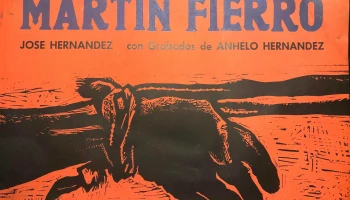 MARTIN FIERRO
JOSE HERNANDEZ con Grabados de ANHELO HERNANDEZ